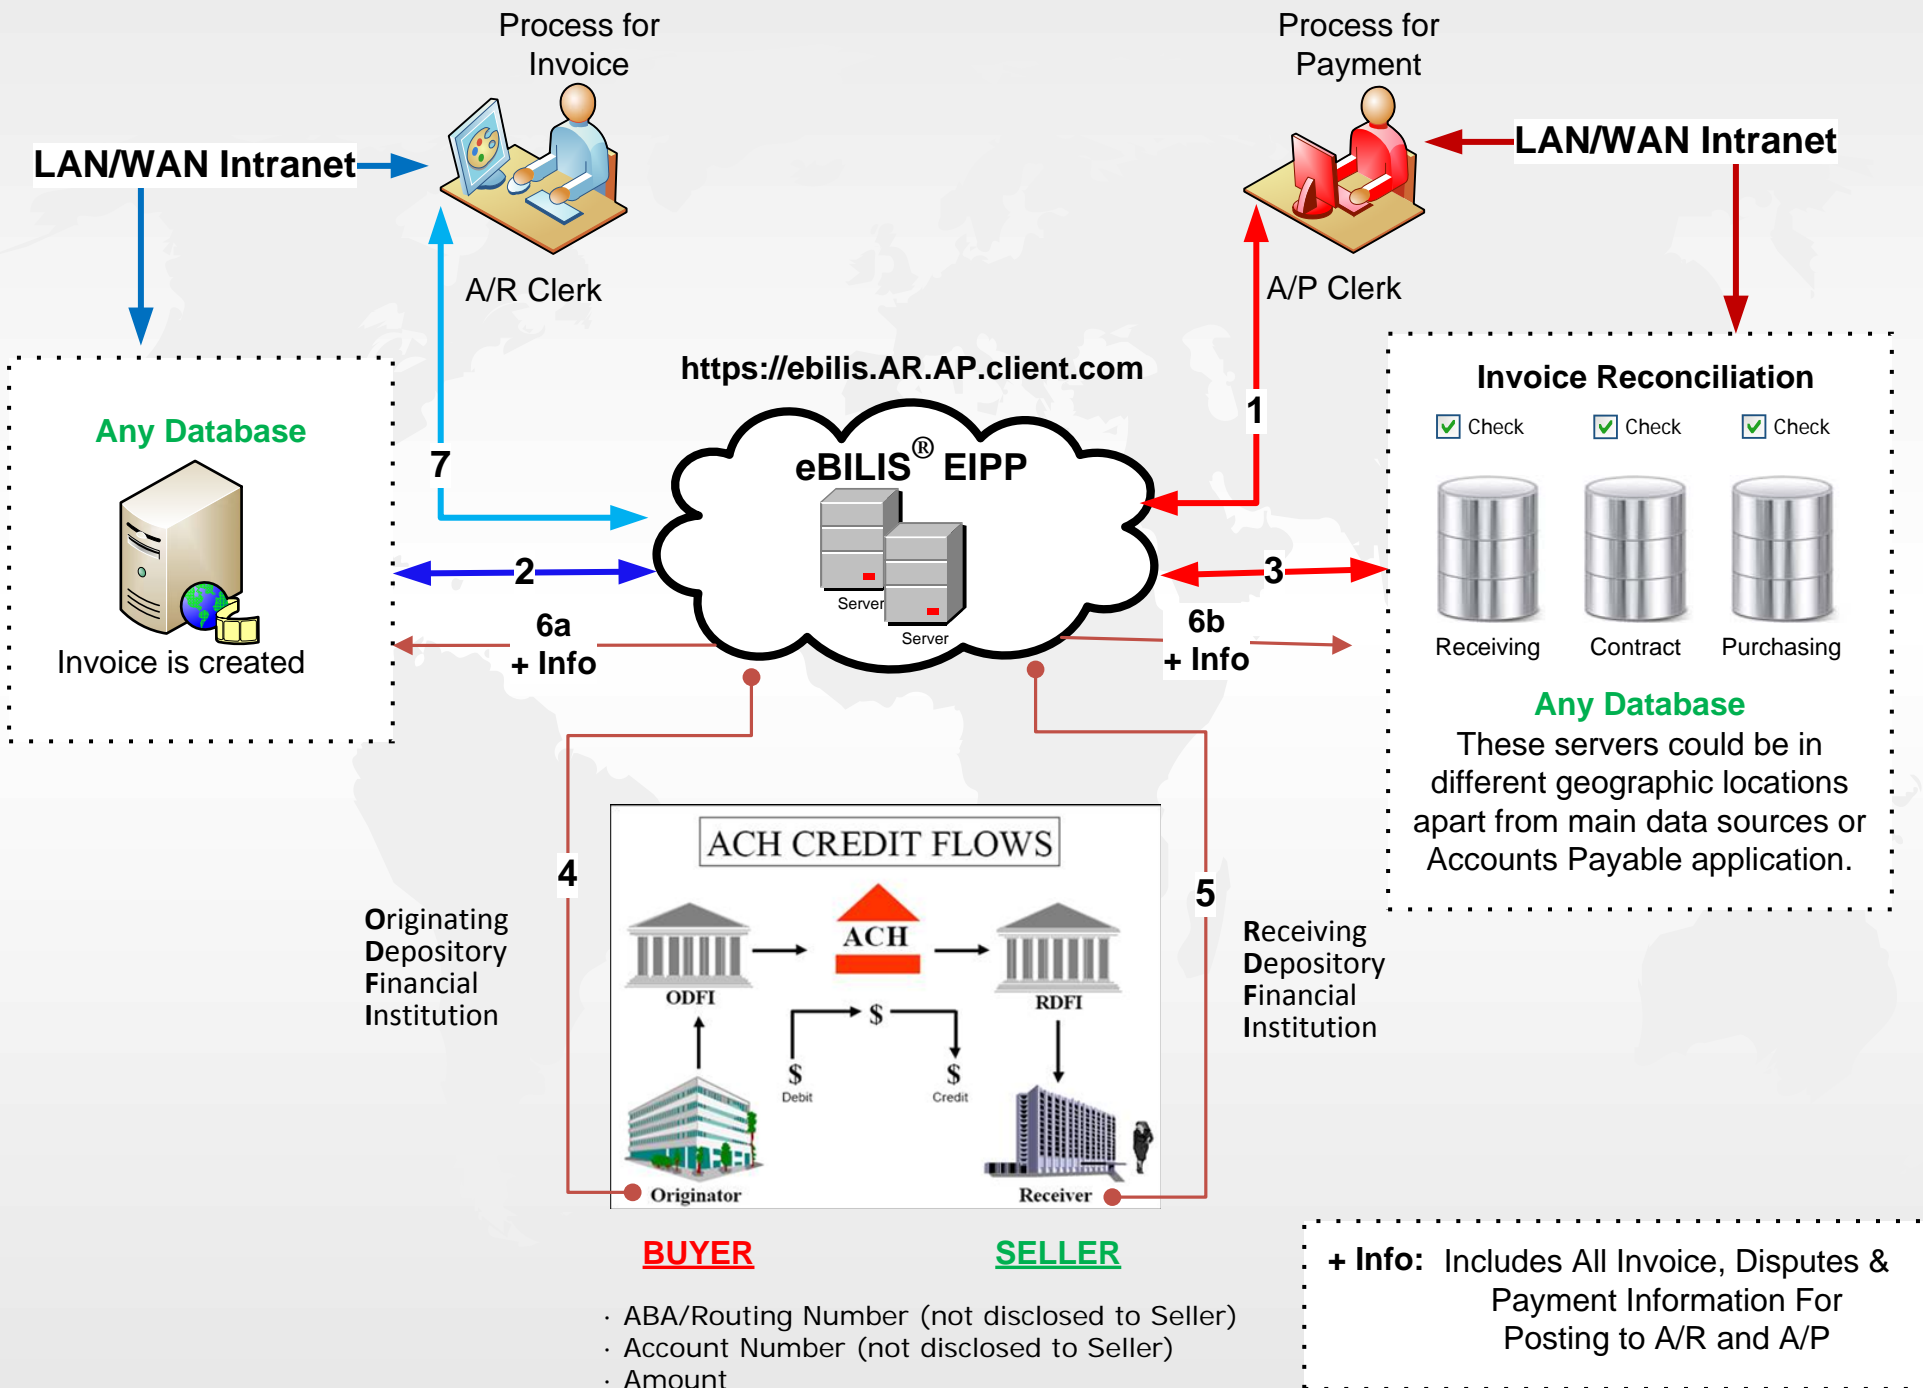 Process for
Invoice
Process for
Payment
LAN/WAN Intranet
LAN/WAN Intranet
A/R Clerk
A/P Clerk
https://ebilis.AR.AP.client.com
Any Database
Invoice is created
7
2
6a
+ Info
eBILIS® EIPP
Server
Server
1
3
6b
+ Info
Invoice Reconciliation
Check
Check
Check
Receiving
Contract
Purchasing
Any Database
These servers could be in
different geographic locations
apart from main data sources or
Accounts Payable application.
4
5
Originating
Depository
Financial
Institution
ACH CREDIT FLOWS
ACH
ODFI
RDFI
$
$
Debit
$
Credit
Originator
Receiver
Receiving
Depository
Financial
Institution
BUYER
SELLER
· ABA/Routing Number (not disclosed to Seller)
· Account Number (not disclosed to Seller)
· Amount
+ Info: Includes All Invoice, Disputes &
Payment Information For
Posting to A/R and A/P